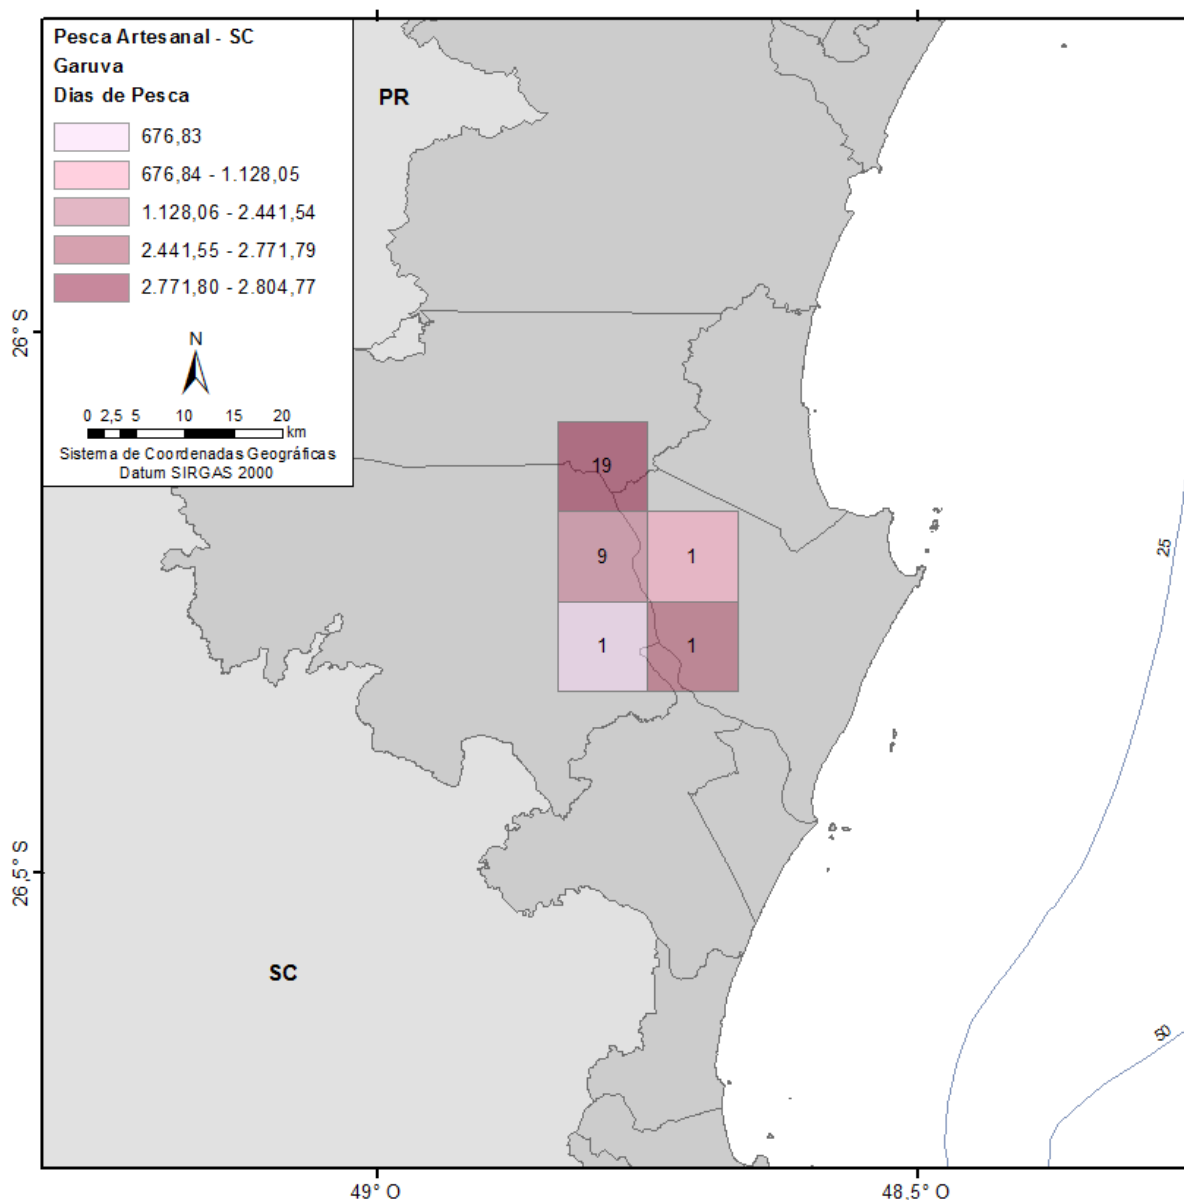 Pesca Artesanal - SC
Garuva
Dias de Pesca
676,83
676,84 - 1.128,05
1.128,06 - 2.441,54
2.441,55 - 2.771,79
2.771,80 - 2.804,77
N
0 2,5 5 10 15 20
km
Sistema de Coordenadas Geográficas
Datum SIRGAS 2000
PR
26° S
19
9 1
25
1 1
26,5° S
SC
50
49° O 48,5° O